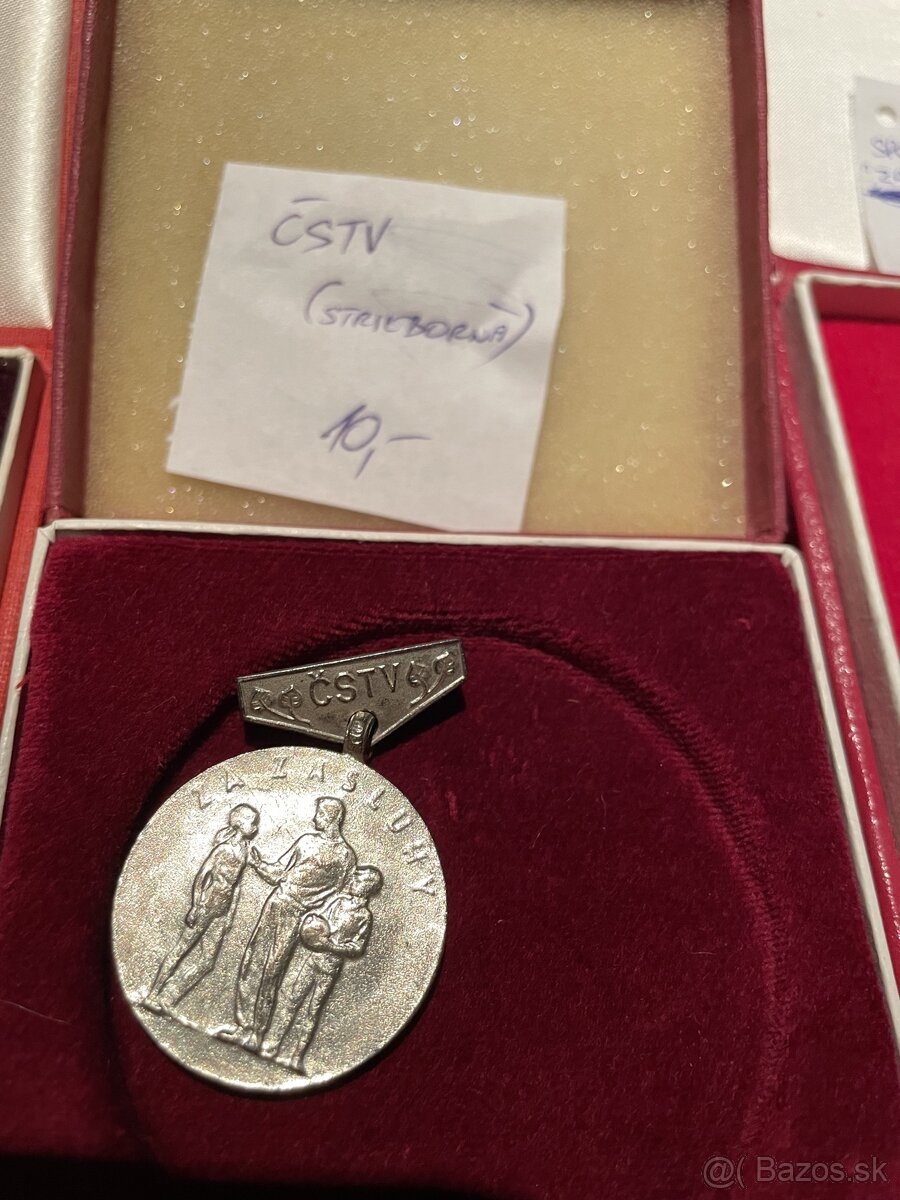 ČSTV
(STRIEBORNÁ)
10,-
ČSTV
ZA ZÁSLUHY
@( Bazos.sk